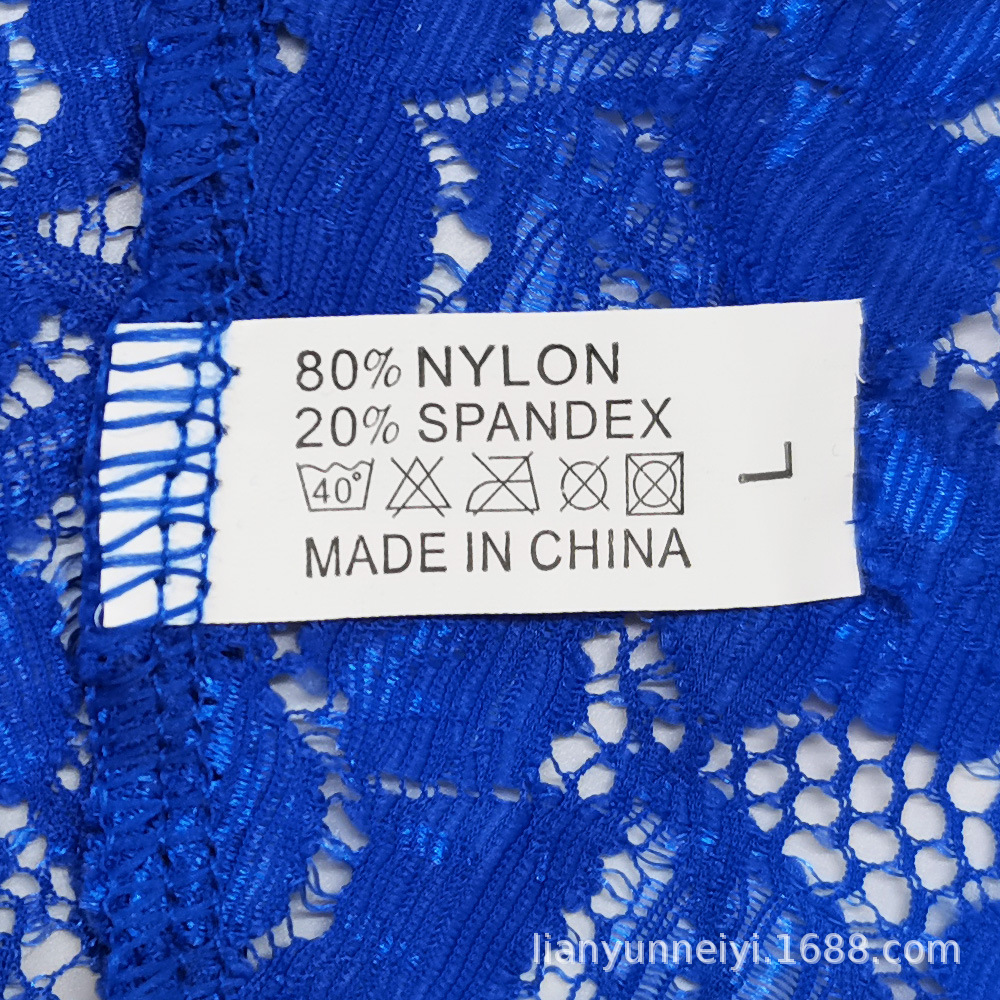 80% NYLON
20% SPANDEX
40°
L
MADE IN CHINA
lianyunneiyi.1688.com